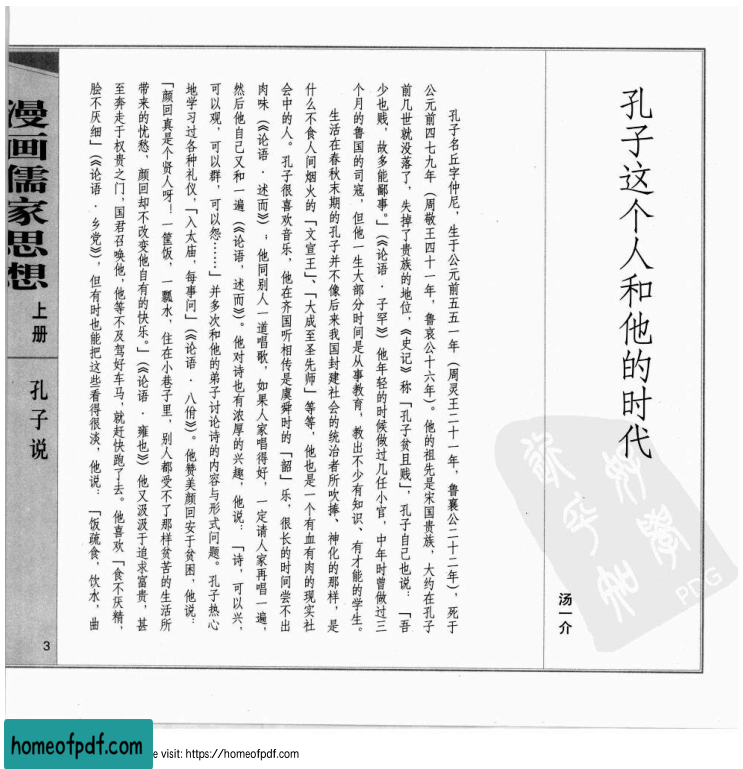 孔子这个人和他的时代
汤一介
孔子名丘字仲尼，生于公元前五五一年（周灵王二十一年，鲁襄公二十二年），死于
公元前四七九年（周敬王四十一年，鲁哀公十六年）。他的祖先是宋国贵族，大约在孔子
前几世就没落了，失掉了贵族的地位，《史记》称「孔子贫且贱」，孔子自己也说：「吾
少也贱，故多能鄙事。」（《论语·子罕》）他年轻的时候做过几任小官，中年时曾做过三
个月的鲁国的司寇，但他一生大部分时间是从事教育，教出不少有知识、有才能的学生。
生活在春秋末期的孔子并不像后来我国封建社会的统治者所吹捧、神化的那样，是
什么不食人间烟火的「文宣王」、「大成至圣先师」等等，他也是一个有血有肉的现实社
会中的人。孔子很喜欢音乐，他在齐国听相传是虞舜时的「韶」乐，很长的时间尝不出
肉味（《论语·述而》）；他同别人一道唱歌，如果人家唱得好，一定请人家再唱一遍，
然后他自己又和一遍（《论语，述而》）。他对诗也有浓厚的兴趣，他说：「诗，可以兴，
可以观，可以群，可以怨……」并多次和他的弟子讨论诗的内容与形式问题。孔子热心
地学习过各种礼仪，「入太庙，每事问」（《论语·八佾》）。他赞美颜回安于贫困，他说：
「颜回真是个贤人呀！一筐饭，一瓢水，住在小巷子里，别人都受不了那样贫苦的生活所
带来的忧愁，颜回却不改变他自有的快乐。」（《论语·雍也》）他又汲汲于追求富贵，甚
至奔走于权贵之门，国君召唤他，他等不及驾好车马，就赶快跑了去。他喜欢「食不厌精，
脍不厌细」（《论语·乡党》），但有时也能把这些看得很淡，他说：「饭疏食，饮水，曲
漫画儒家思想 上册 孔子说
3
PDG
homeofpdf.com
e visit: https://homeofpdf.com